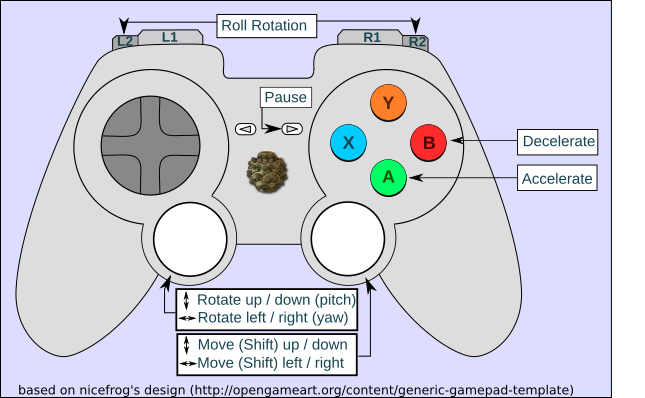 Roll Rotation
L2
L1
R1
R2
Pause
Y
X
B
A
Decelerate
Accelerate
Rotate up / down (pitch)
Rotate left / right (yaw)
Move (Shift) up / down
Move (Shift) left / right
based on nicefrog's design (http://opengameart.org/content/generic-gamepad-template)